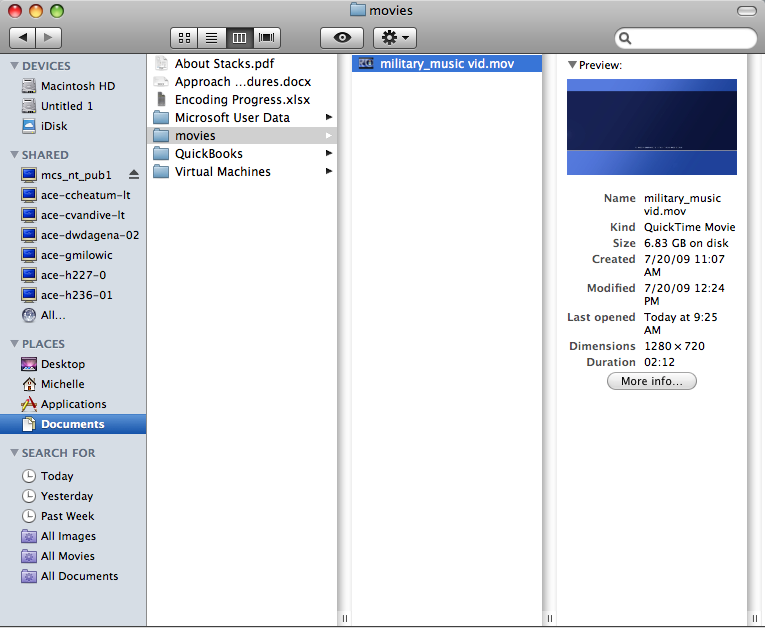 movies
DEVICES
Macintosh HD
Untitled 1
iDisk
SHARED
mcs_nt_pub1
ace-ccheatum-lt
ace-cvandive-lt
ace-dwdagena-02
ace-gmilowic
ace-h227-0
ace-h236-01
All...
PLACES
Desktop
Michelle
Applications
Documents
SEARCH FOR
Today
Yesterday
Past Week
All Images
All Movies
All Documents
About Stacks.pdf
Approach ...dures.docx
Encoding Progress.xlsx
Microsoft User Data
movies
QuickBooks
Virtual Machines
military_music vid.mov
Preview:
Name military_music
vid.mov
Kind QuickTime Movie
Size 6.83 GB on disk
Created 7/20/09 11:07
AM
Modified 7/20/09 12:24
PM
Last opened Today at 9:25
AM
Dimensions 1280 × 720
Duration 02:12
More info...